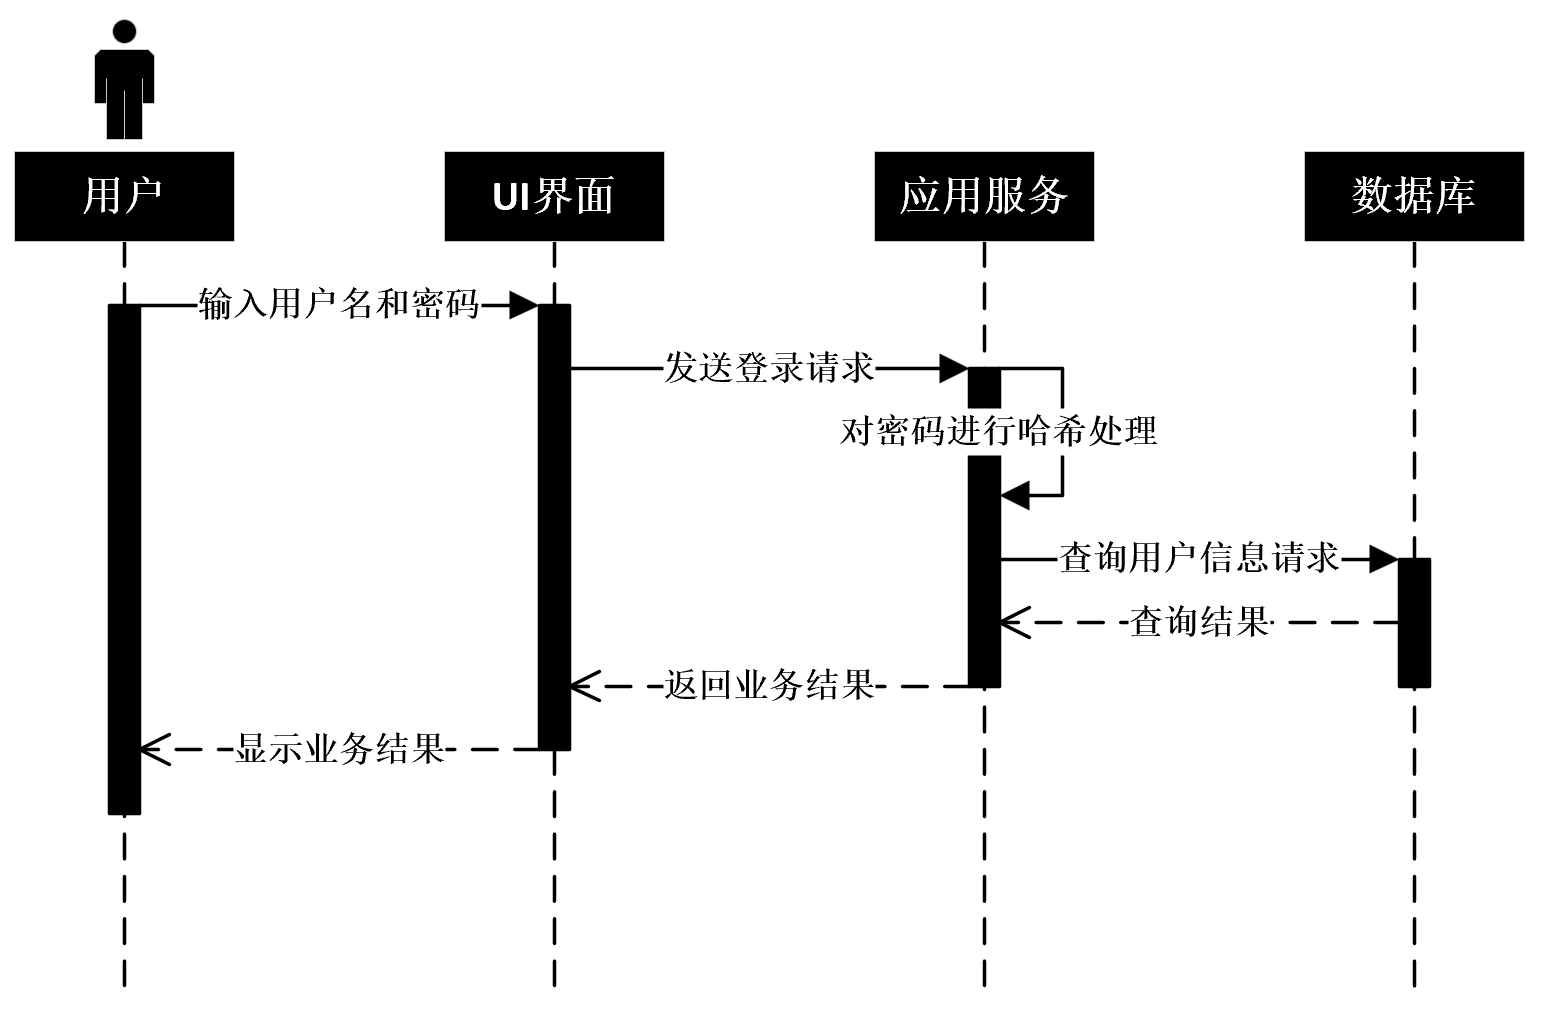 用户
UI界面
应用服务
数据库
输入用户名和密码
发送登录请求
对密码进行哈希处理
查询用户信息请求
查询结果
返回业务结果
显示业务结果